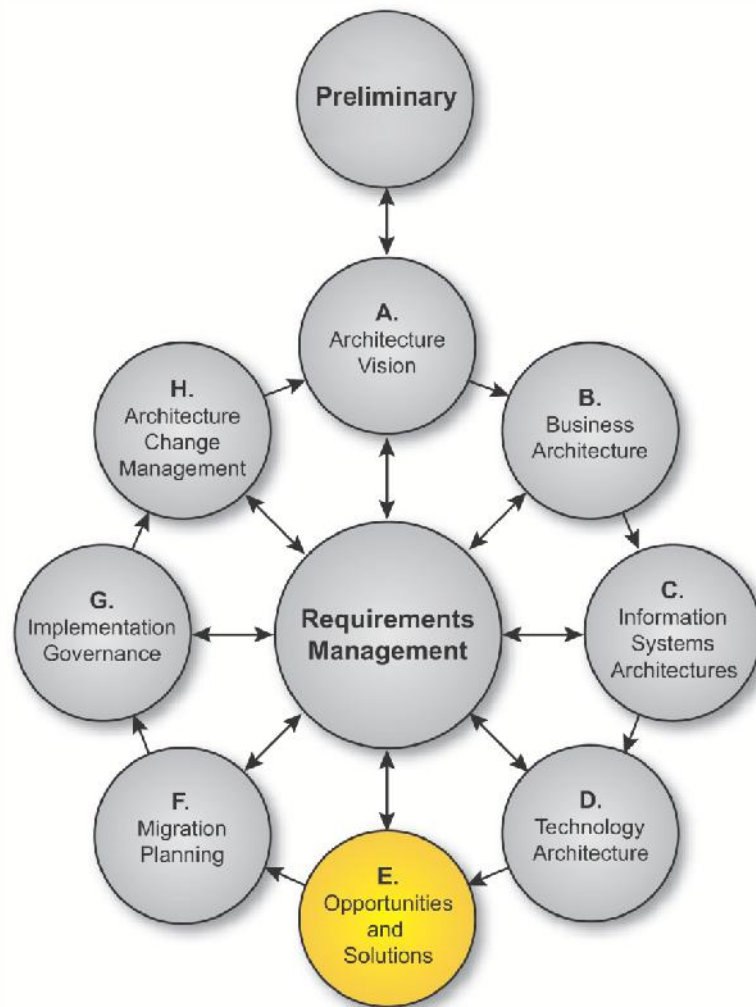 Preliminary
A.
Architecture
Vision
B.
Business
Architecture
C.
Information
Systems
Architectures
D.
Technology
Architecture
E.
Opportunities
and
Solutions
F.
Migration
Planning
G.
Implementation
Governance
H.
Architecture
Change
Management
Requirements
Management